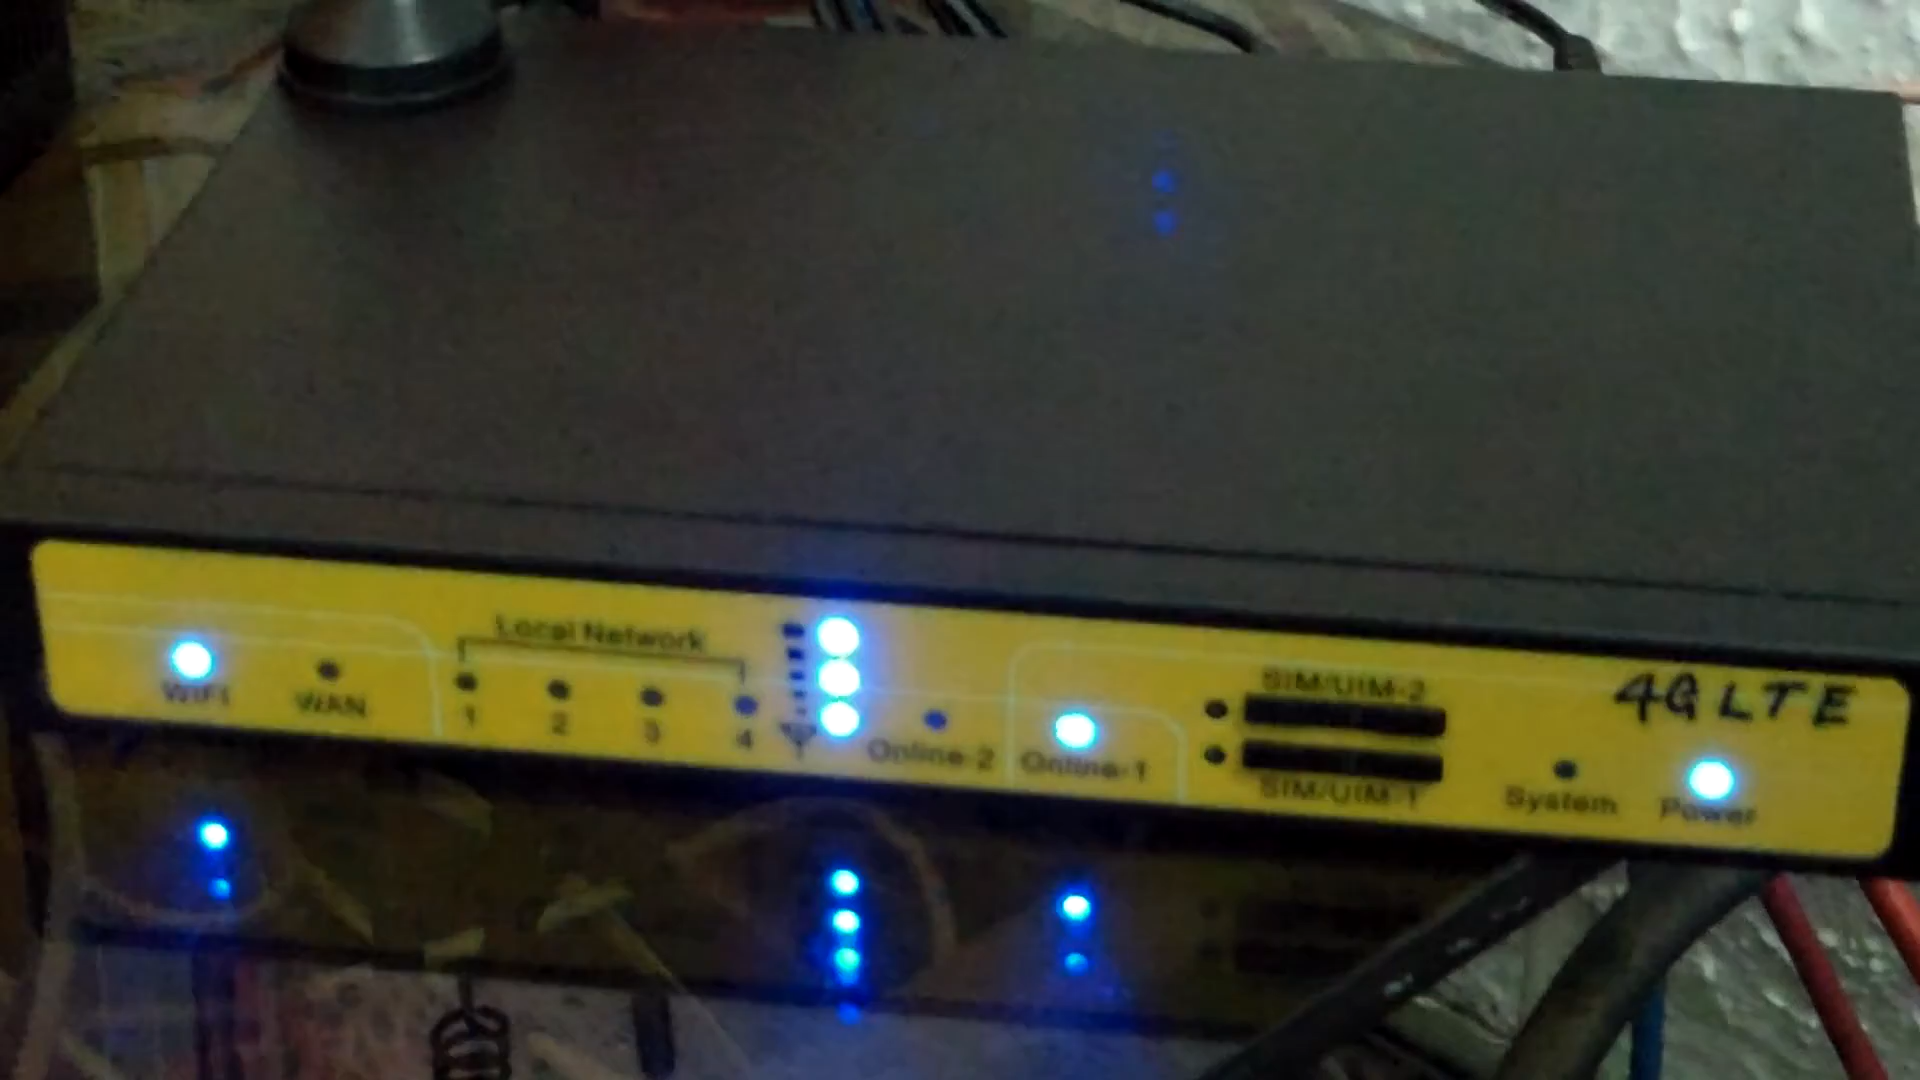 Local Network
WiFi
WAN
1 2 3 4
Online-2
Online-1
SIM/UIM-2
SIM/UIM-1
4G LTE
System
Power